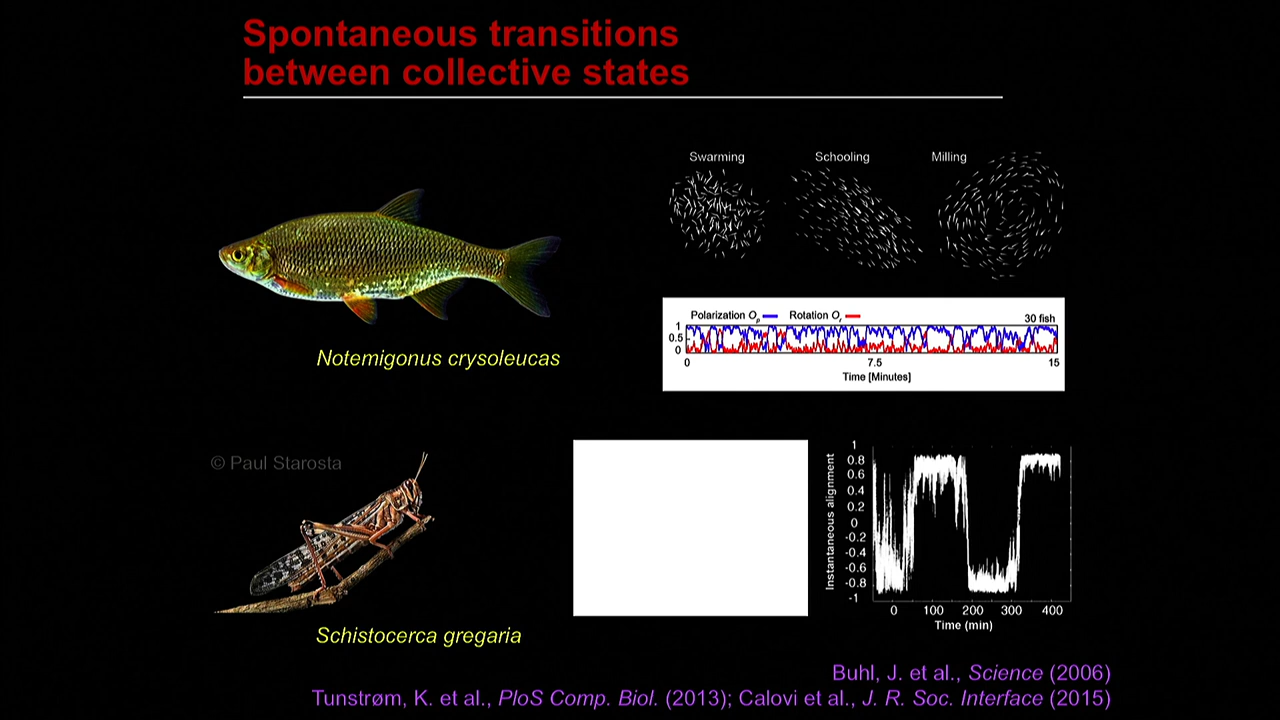 Spontaneous transitions
between collective states
Swarming Schooling Milling
Polarization Op Rotation Or 30 fish
1
0.5
0
0 7.5 15
Time [Minutes]
Notemigonus crysoleucas
© Paul Starosta
Schistocerca gregaria
Instantaneous alignment
1
0.8
0.6
0.4
0.2
0
-0.2
-0.4
-0.6
-0.8
-1
0 100 200 300 400
Time (min)
Buhl, J. et al., Science (2006)
Tunstrøm, K. et al., PloS Comp. Biol. (2013); Calovi et al., J. R. Soc. Interface (2015)